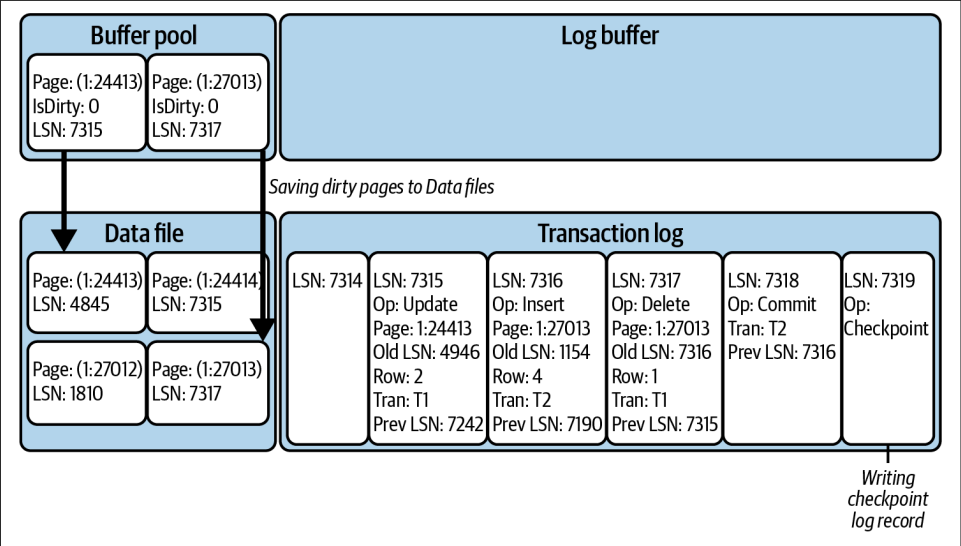 Buffer pool
Page: (1:24413)
IsDirty: 0
LSN: 7315
Page: (1:27013)
IsDirty: 0
LSN: 7317
Log buffer
Saving dirty pages to Data files
Data file
Page: (1:24413)
LSN: 4845
Page: (1:24414)
LSN: 7315
Page: (1:27012)
LSN: 1810
Page: (1:27013)
LSN: 7317
Transaction log
LSN: 7314
LSN: 7315
Op: Update
Page: 1:24413
Old LSN: 4946
Row: 2
Tran: T1
Prev LSN: 7242
LSN: 7316
Op: Insert
Page: 1:27013
Old LSN: 1154
Row: 4
Tran: T2
Prev LSN: 7190
LSN: 7317
Op: Delete
Page: 1:27013
Old LSN: 7316
Row: 1
Tran: T1
Prev LSN: 7315
LSN: 7318
Op: Commit
Tran: T2
Prev LSN: 7316
LSN: 7319
Op:
Checkpoint
Writing
checkpoint
log record